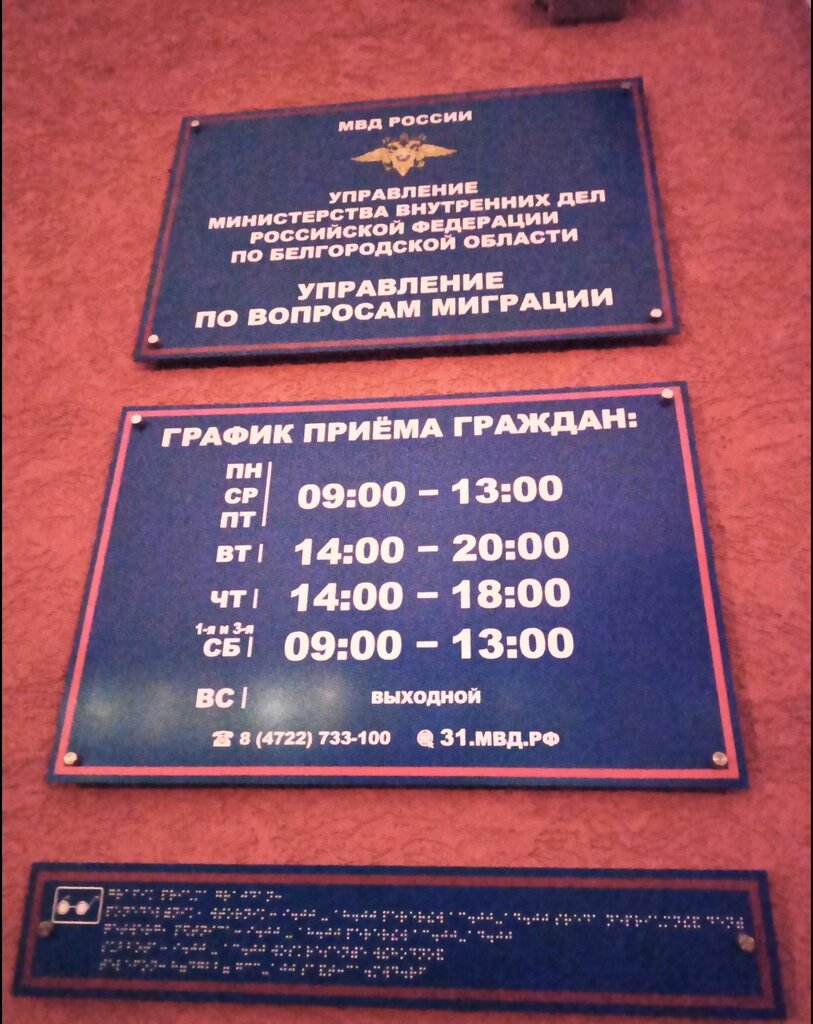 МВД РОССИИ
УПРАВЛЕНИЕ
МИНИСТЕРСТВА ВНУТРЕННИХ ДЕЛ
РОССИЙСКОЙ ФЕДЕРАЦИИ
ПО БЕЛГОРОДСКОЙ ОБЛАСТИ
УПРАВЛЕНИЕ
ПО ВОПРОСАМ МИГРАЦИИ
ГРАФИК ПРИЁМА ГРАЖДАН:
ПН
СР 09:00 – 13:00
ПТ
ВТ 14:00 – 20:00
ЧТ 14:00 – 18:00
1-я и 3-я
СБ 09:00 – 13:00
ВС ВЫХОДНОЙ
8 (4722) 733-100 31.МВД.РФ